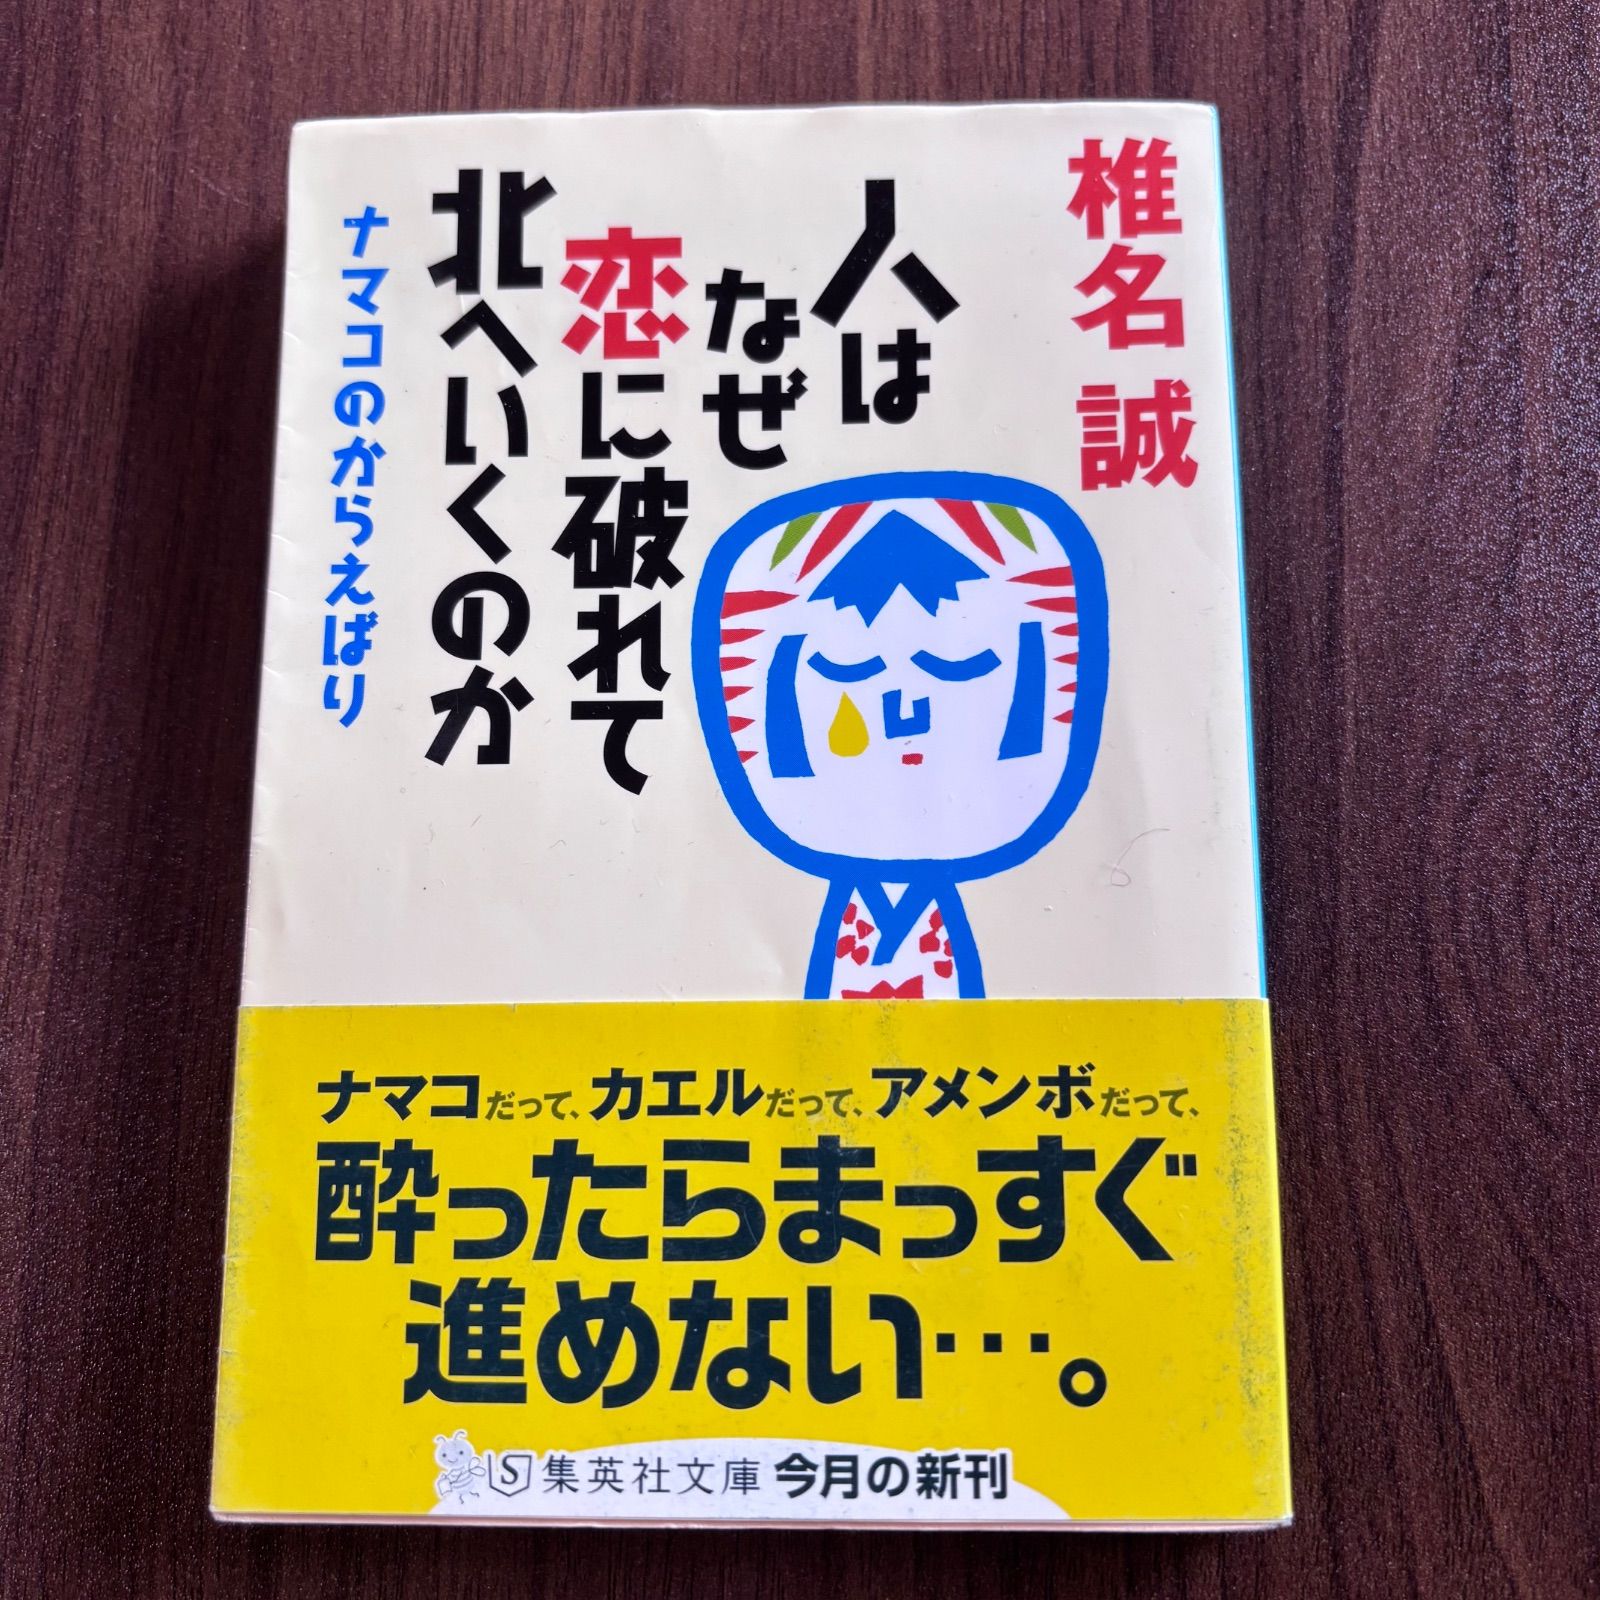 椎名 誠
人は
なぜ
恋に破れて
北へいくのか
ナマコのからえばり
ナマコだって、カエルだって、アメンボだって、
酔ったらまっすぐ
進めない…。
S 集英社文庫 今月の新刊